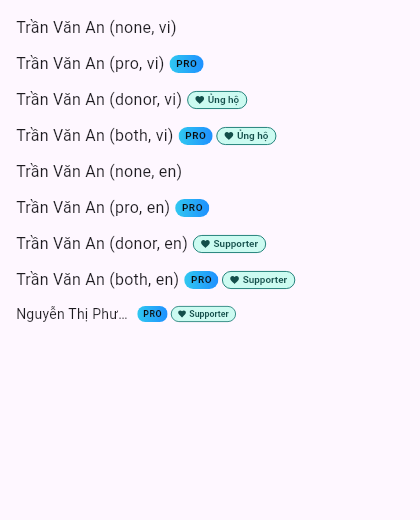 Trần Văn An (none, vi)
Trần Văn An (pro, vi) PRO
Trần Văn An (donor, vi) Ủng hộ
Trần Văn An (both, vi) PRO Ủng hộ
Trần Văn An (none, en)
Trần Văn An (pro, en) PRO
Trần Văn An (donor, en) Supporter
Trần Văn An (both, en) PRO Supporter
Nguyễn Thị Phư... PRO Supporter